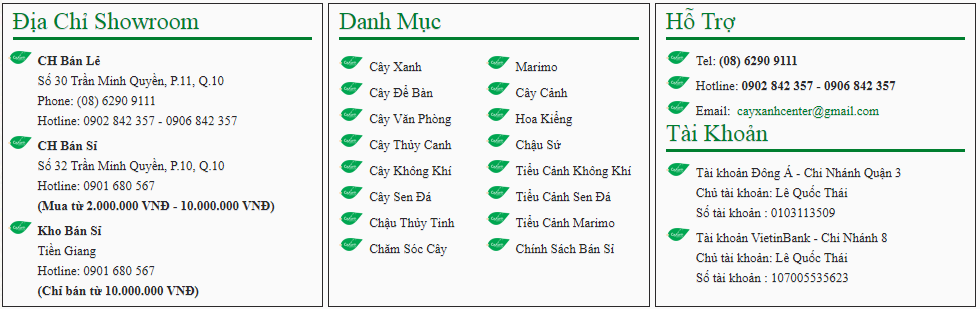 Địa Chỉ Showroom
CH Bán Lẻ
Số 30 Trần Minh Quyền, P.11, Q.10
Phone: (08) 6290 9111
Hotline: 0902 842 357 - 0906 842 357
CH Bán Sỉ
Số 32 Trần Minh Quyền, P.10, Q.10
Hotline: 0901 680 567
(Mua từ 2.000.000 VNĐ - 10.000.000 VNĐ)
Kho Bán Sỉ
Tiền Giang
Hotline: 0901 680 567
(Chỉ bán từ 10.000.000 VNĐ)
Danh Mục
Cây Xanh
Cây Để Bàn
Cây Văn Phòng
Cây Thủy Canh
Cây Không Khí
Cây Sen Đá
Chậu Thủy Tinh
Chăm Sóc Cây
Marimo
Cây Cảnh
Hoa Kiểng
Chậu Sứ
Tiểu Cảnh Không Khí
Tiểu Cảnh Sen Đá
Tiểu Cảnh Marimo
Chính Sách Bán Sỉ
Hỗ Trợ
Tel: (08) 6290 9111
Hotline: 0902 842 357 - 0906 842 357
Email: cayxanhcenter@gmail.com
Tài Khoản
Tài khoản Đông Á - Chi Nhánh Quận 3
Chủ tài khoản: Lê Quốc Thái
Số tài khoản : 0103113509
Tài khoản VietinBank - Chi Nhánh 8
Chủ tài khoản: Lê Quốc Thái
Số tài khoản : 107005535623